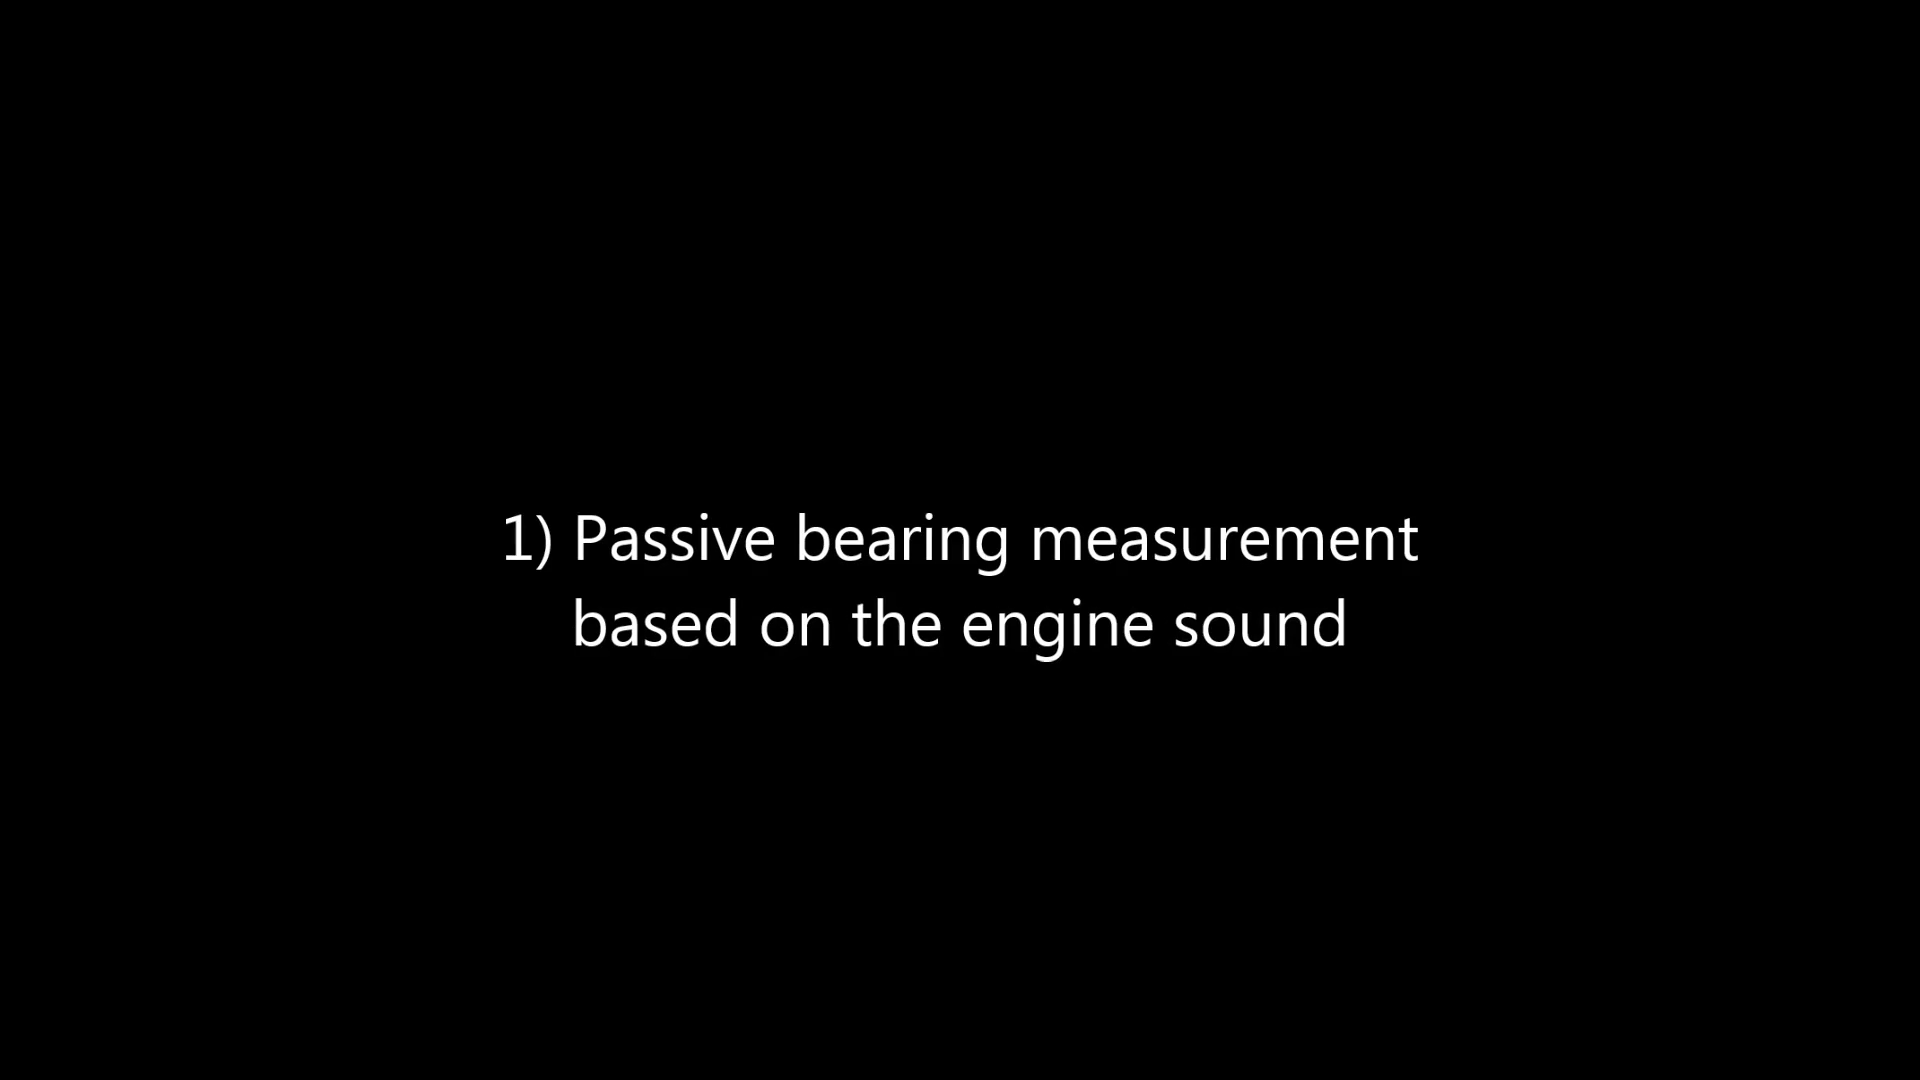 1) Passive bearing measurement
based on the engine sound